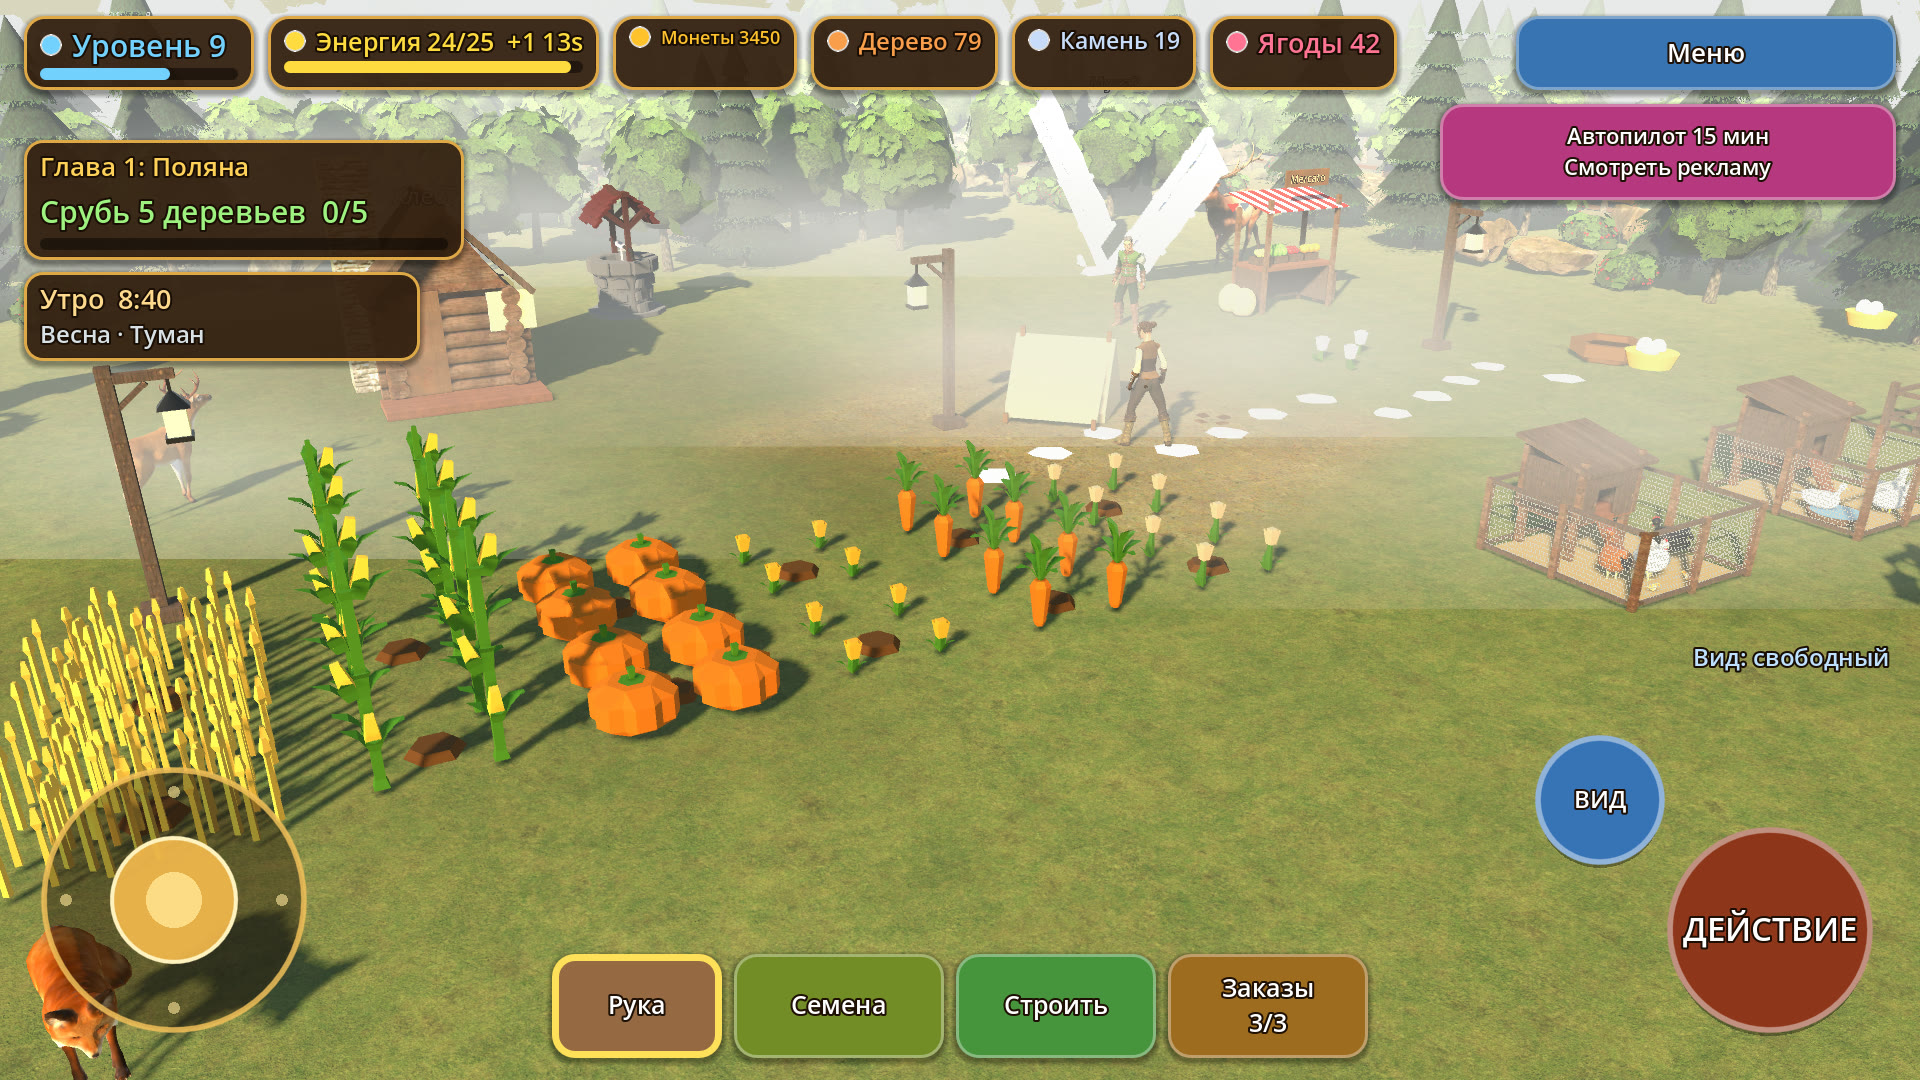 Уровень 9
Энергия 24/25 +1 13s
Монеты 3450
Дерево 79
Камень 19
Ягоды 42
Меню
Автопилот 15 мин
Смотреть рекламу
Глава 1: Поляна
Срубь 5 деревьев 0/5
Утро 8:40
Весна · Туман
Mercato
Вид: свободный
ВИД
ДЕЙСТВИЕ
Рука
Семена
Строить
Заказы
3/3